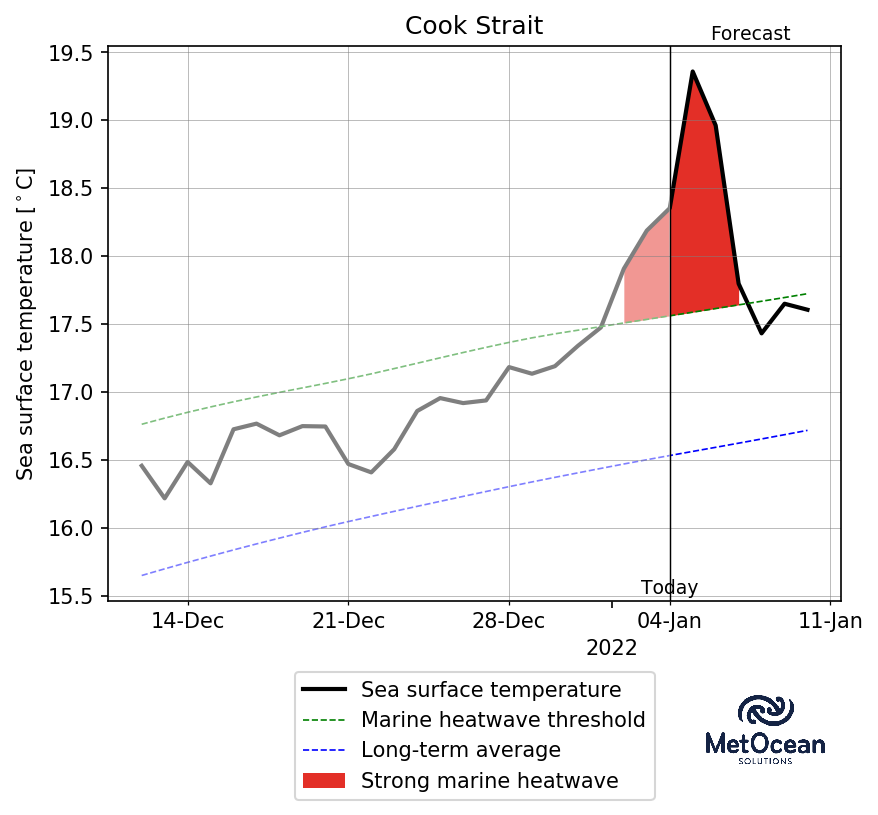 Cook Strait
Forecast
19.5
19.0
18.5
18.0
17.5
17.0
16.5
16.0
15.5
Sea surface temperature [°C]
Today
14-Dec 21-Dec 28-Dec 04-Jan 11-Jan
2022
Sea surface temperature
Marine heatwave threshold
Long-term average
Strong marine heatwave
MetOcean
SOLUTIONS